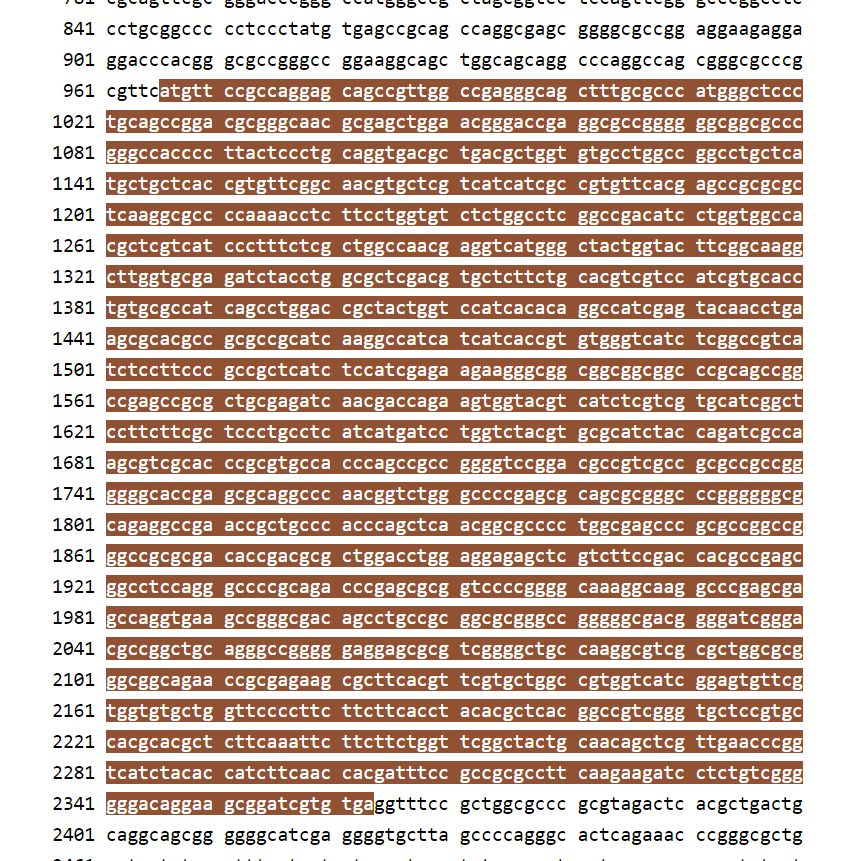 841 cctgcggccc cctccctatg tgagccgcag ccaggcgagc ggggcgccgg aggaagagga
901 ggacccacgg gcgccgggcc ggaaggcagc tggcagcagg cccaggccag cgggcgcccg
961 cgttcatgtt ccgccaggag cagccgttgg ccgagggcag ctttgcgccc atgggctccc
1021 tgcagccgga cgcgggcaac gcgagctgga acgggaccga ggcgccgggg ggcggcgccc
1081 gggccacccc ttactccctg caggtgacgc tgacgctggt gtgcctggcc ggcctgctca
1141 tgctgctcac cgtgttcggc aacgtgctcg tcatcatcgc cgtgttcacg agccgcgcgc
1201 tcaaggcgcc ccaaaacctc ttcctggtgt ctctggcctc ggccgacatc ctggtggcca
1261 cgctcgtcat ccctttctcg ctggccaacg aggtcatggg ctactggtac ttcggcaagg
1321 cttggtgcga gatctacctg gcgctcgacg tgctcttctg cacgtcgtcc atcgtgcacc
1381 tgtgcgccat cagcctggac cgctactggt ccatcacaca ggccatcgag tacaacctga
1441 agcgcacgcc gcgccgcatc aaggccatca tcatcaccgt gtgggtcatc tcggccgtca
1501 tctccttccc gccgctcatc tccatcgaga agaagggcgg cggcggcggc ccgcagccgg
1561 ccgagccgcg ctgcgagatc aacgaccaga agtggtacgt catctcgtcg tgcatcggct
1621 ccttcttcgc tccctgcctc atcatgatcc tggtctacgt gcgcatctac cagatcgcca
1681 agcgtcgcac ccgcgtgcca cccagccgcc ggggtccgga cgccgtcgcc gcgccgccgg
1741 ggggcaccga gcgcaggccc aacggtctgg gccccgagcg cagcgcgggc ccggggggcg
1801 cagaggccga accgctgccc acccagctca acggcgcccc tggcgagccc gcgccggccg
1861 ggccgcgcga caccgacgcg ctggacctgg aggagagctc gtcttccgac cacgccgagc
1921 ggcctccagg gccccgcaga cccgagcgcg gtccccgggg caaaggcaag gcccgagcga
1981 gccaggtgaa gccgggcgac agcctgccgc ggcgcgggcc gggggcgacg gggatcggga
2041 cgccggctgc agggccgggg gaggagcgcg tcggggctgc caaggcgtcg cgctggcgcg
2101 ggcggcagaa ccgcgagaag cgcttcacgt tcgtgctggc cgtggtcatc ggagtgttcg
2161 tggtgtgctg gttccccttc ttcttcacct acacgctcac ggccgtcggg tgctccgtgc
2221 cacgcacgct cttcaaattc ttcttctggt tcggctactg caacagctcg ttgaacccgg
2281 tcatctacac catcttcaac cacgatttcc gccgcgcctt caagaagatc ctctgtcggg
2341 gggacaggaa gcggatcgtg tgaggtttcc gctggcgccc gcgtagactc acgctgactg
2401 caggcagcgg ggggcatcga ggggtgctta gccccagggc actcagaaac ccgggcgctg